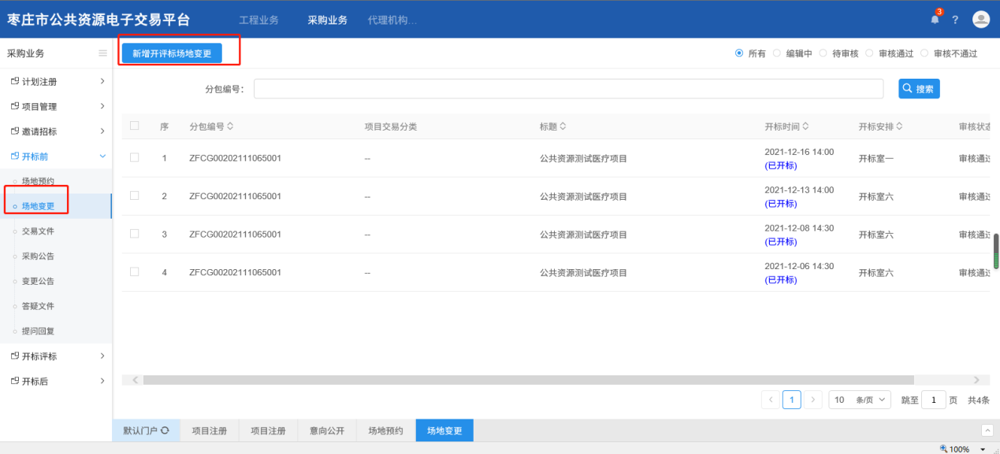 枣庄市公共资源电子交易平台 工程业务 采购业务 代理机构... 3 ?
采购业务 新增开评标场地变更 所有 编辑中 待审核 审核通过 审核不通过
计划注册
项目管理
邀请招标
开标前
场地预约
场地变更
交易文件
采购公告
变更公告
答疑文件
提问回复
开标评标
开标后
分包编号: 搜索
序 分包编号 项目交易分类 标题 开标时间 开标安排 审核状态
1 ZFCG00202111065001 -- 公共资源测试医疗项目 2021-12-16 14:00 (已开标) 开标室一 审核通过
2 ZFCG00202111065001 -- 公共资源测试医疗项目 2021-12-13 14:00 (已开标) 开标室六 审核通过
3 ZFCG00202111065001 -- 公共资源测试医疗项目 2021-12-08 14:30 (已开标) 开标室六 审核通过
4 ZFCG00202111065001 -- 公共资源测试医疗项目 2021-12-06 14:30 (已开标) 开标室六 审核通过
1 10 条/页 跳至 1 页 共4条
默认门户 项目注册 项目注册 意向公开 场地预约 场地变更
100%